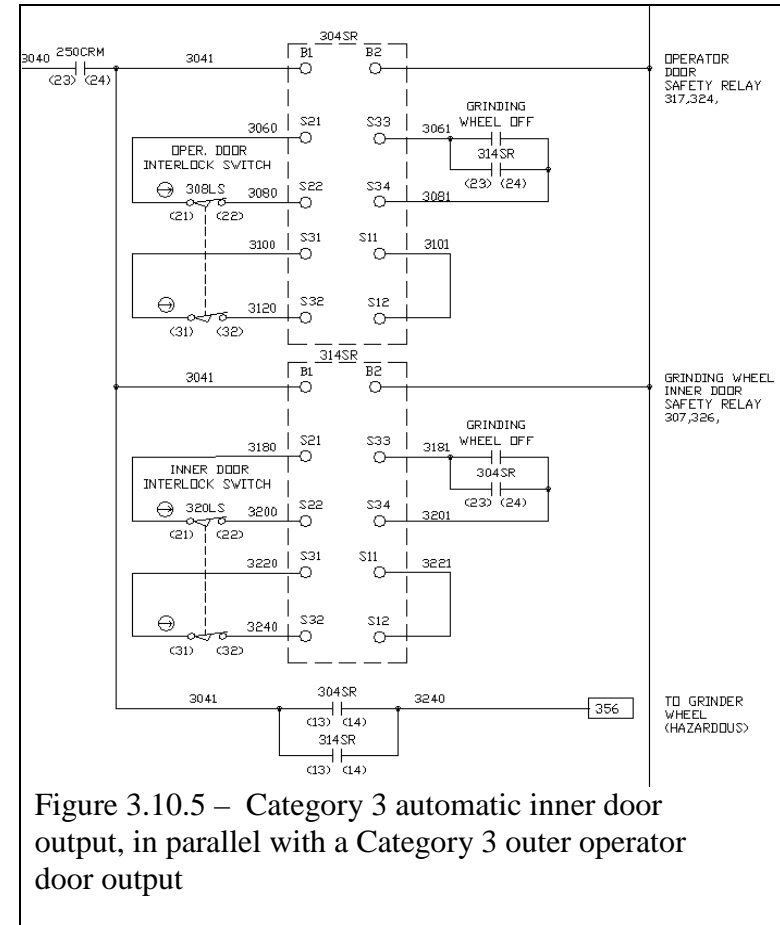 304SR
3040 250CRM
(23) (24)
3041
B1 B2
OPERATOR
DOOR
SAFETY RELAY
317,324,
GRINDING
WHEEL OFF
3060 S21 S33 3061
314SR
(23) (24)
OPER. DOOR
INTERLOCK SWITCH
308LS 3080 S22 S34 3081
(21) (22)
3100 S31 S11 3101
3120 S32 S12
(31) (32)
314SR
3041 B1 B2
GRINDING WHEEL
INNER DOOR
SAFETY RELAY
307,326,
GRINDING
WHEEL OFF
3180 S21 S33 3181
304SR
(23) (24)
INNER DOOR
INTERLOCK SWITCH
320LS 3200 S22 S34 3201
(21) (22)
3220 S31 S11 3221
3240 S32 S12
(31) (32)
3041 304SR 3240
(13) (14)
356
TO GRINDER
WHEEL
(HAZARDOUS)
314SR
(13) (14)
Figure 3.10.5 – Category 3 automatic inner door
output, in parallel with a Category 3 outer operator
door output